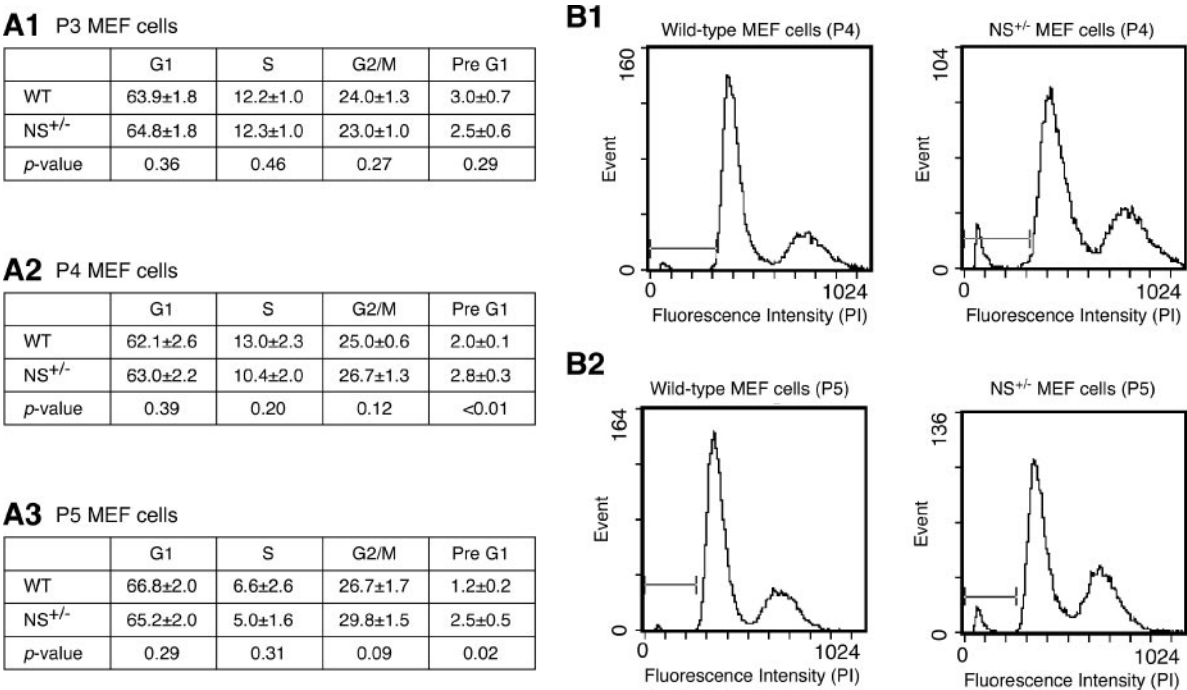 A1 P3 MEF cells
G1 S G2/M Pre G1
WT 63.9±1.8 12.2±1.0 24.0±1.3 3.0±0.7
NS+/- 64.8±1.8 12.3±1.0 23.0±1.0 2.5±0.6
p-value 0.36 0.46 0.27 0.29
A2 P4 MEF cells
G1 S G2/M Pre G1
WT 62.1±2.6 13.0±2.3 25.0±0.6 2.0±0.1
NS+/- 63.0±2.2 10.4±2.0 26.7±1.3 2.8±0.3
p-value 0.39 0.20 0.12 <0.01
A3 P5 MEF cells
G1 S G2/M Pre G1
WT 66.8±2.0 6.6±2.6 26.7±1.7 1.2±0.2
NS+/- 65.2±2.0 5.0±1.6 29.8±1.5 2.5±0.5
p-value 0.29 0.31 0.09 0.02
B1
Wild-type MEF cells (P4)
160
Event
0
0 1024
Fluorescence Intensity (PI)
NS+/- MEF cells (P4)
104
Event
0
0 1024
Fluorescence Intensity (PI)
B2
Wild-type MEF cells (P5)
164
Event
0
0 1024
Fluorescence Intensity (PI)
NS+/- MEF cells (P5)
136
Event
0
0 1024
Fluorescence Intensity (PI)